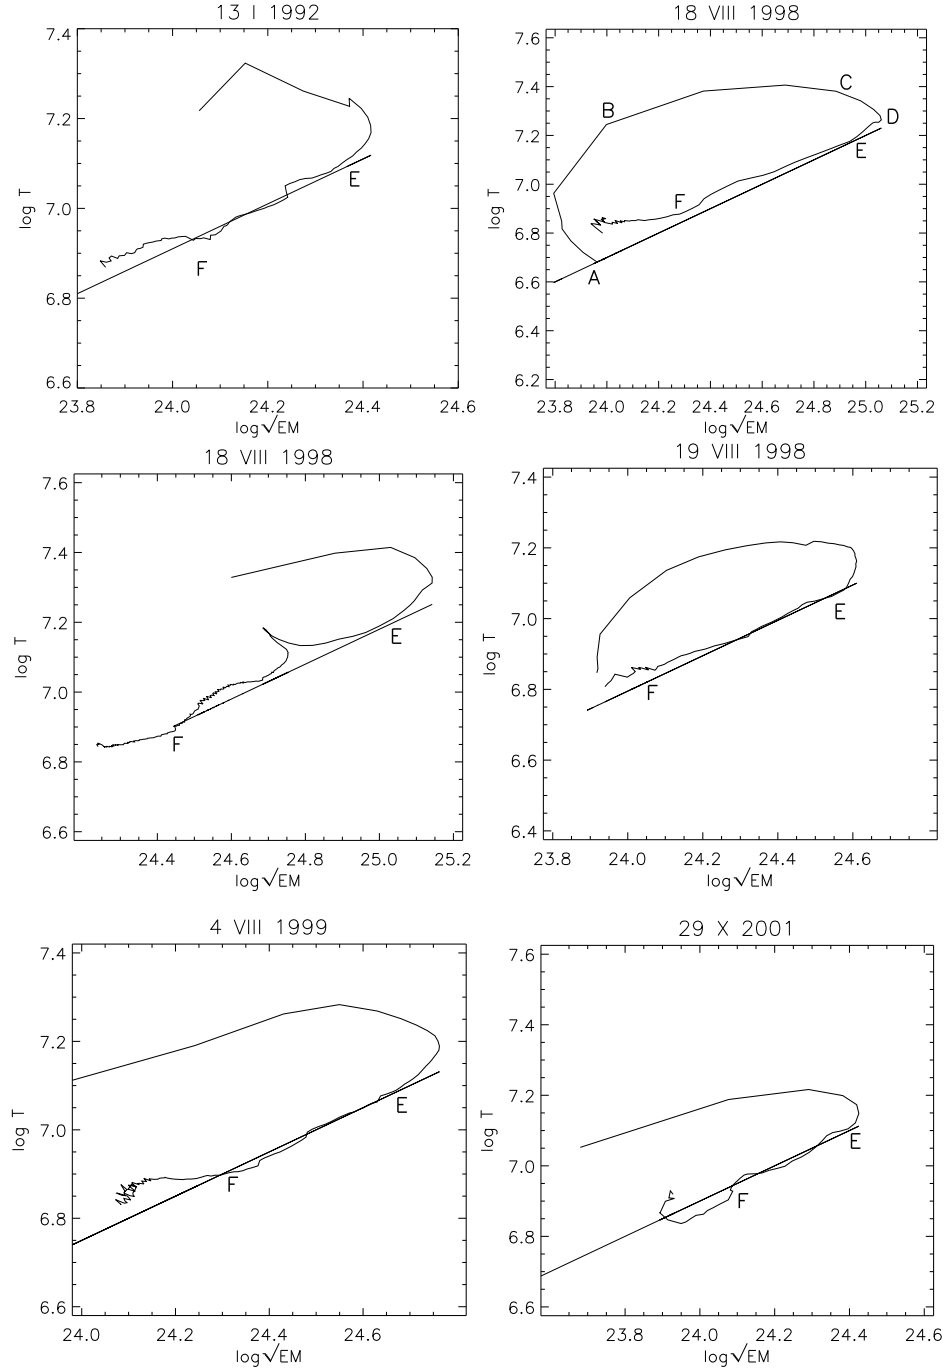 13 I 1992
7.4
7.2
7.0
6.8
6.6
log T
E
F
23.8 24.0 24.2 24.4 24.6
log√EM
18 VIII 1998
7.6
7.4
7.2
7.0
6.8
6.6
6.4
6.2
log T
A
B
C
D
E
F
23.8 24.0 24.2 24.4 24.6 24.8 25.0 25.2
log√EM
18 VIII 1998
7.6
7.4
7.2
7.0
6.8
6.6
log T
E
F
24.4 24.6 24.8 25.0 25.2
log√EM
19 VIII 1998
7.4
7.2
7.0
6.8
6.6
6.4
log T
E
F
23.8 24.0 24.2 24.4 24.6
log√EM
4 VIII 1999
7.4
7.2
7.0
6.8
6.6
log T
E
F
24.0 24.2 24.4 24.6
log√EM
29 X 2001
7.6
7.4
7.2
7.0
6.8
6.6
log T
E
F
23.8 24.0 24.2 24.4 24.6
log√EM